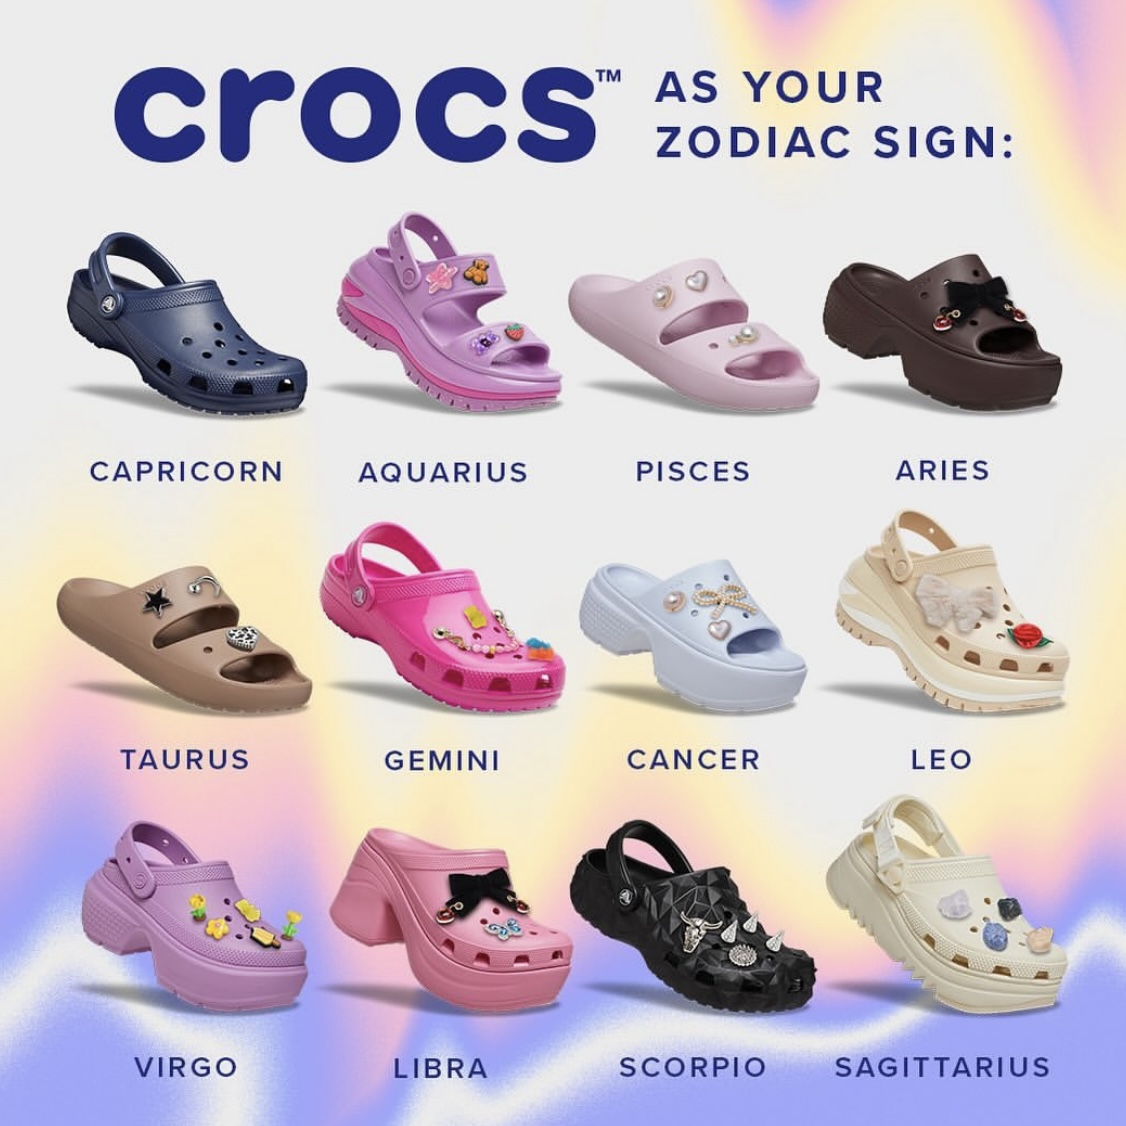 crocs™ AS YOUR
ZODIAC SIGN:
CAPRICORN
AQUARIUS
PISCES
ARIES
TAURUS
GEMINI
CANCER
LEO
VIRGO
LIBRA
SCORPIO
SAGITTARIUS